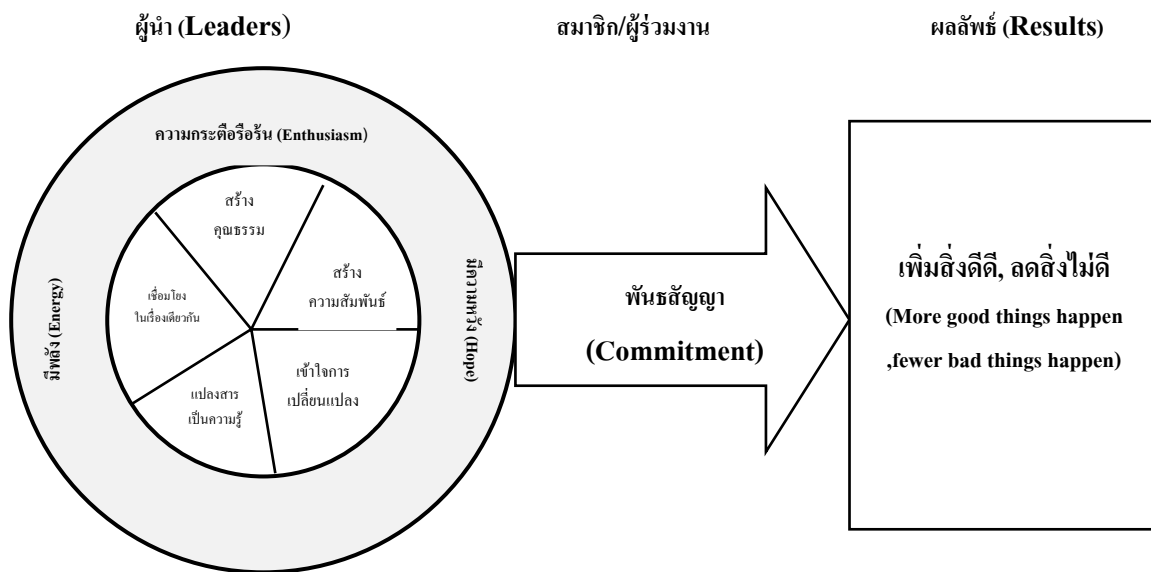 ผู้นำ (Leaders)
สมาชิก/ผู้ร่วมงาน
ผลลัพธ์ (Results)
ความกระตือรือร้น (Enthusiasm)
สร้าง
คุณธรรม
สร้าง
ความสัมพันธ์
เชื่อมโยง
ในเรื่องเดียวกัน
เข้าใจการ
เปลี่ยนแปลง
แปลงสาร
เป็นความรู้
มีพลัง (Energy)
มีความหวัง (Hope)
พันธสัญญา
(Commitment)
เพิ่มสิ่งดีดี, ลดสิ่งไม่ดี
(More good things happen
,fewer bad things happen)